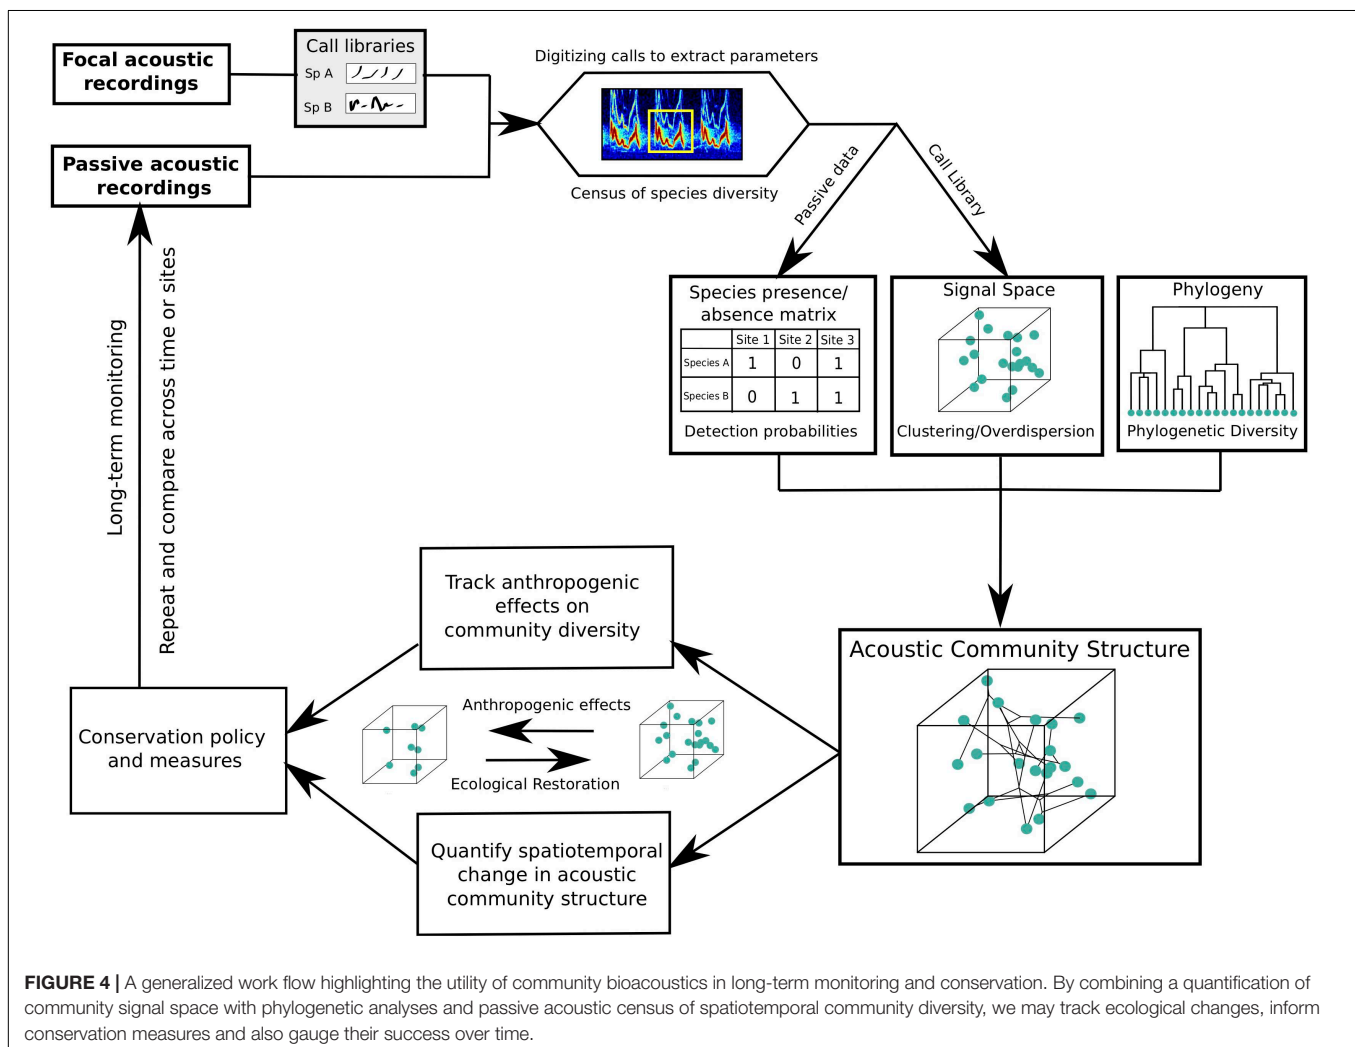 Focal acoustic
recordings
Call libraries
Sp A
Sp B
Passive acoustic
recordings
Digitizing calls to extract parameters
Census of species diversity
Passive data
Call Library
Species presence/
absence matrix
Site 1 Site 2 Site 3
Species A 1 0 1
Species B 0 1 1
Detection probabilities
Signal Space
Clustering/Overdispersion
Phylogeny
Phylogenetic Diversity
Acoustic Community Structure
Track anthropogenic
effects on
community diversity
Anthropogenic effects
Ecological Restoration
Quantify spatiotemporal
change in acoustic
community structure
Conservation policy
and measures
Long-term monitoring
Repeat and compare across time or sites
FIGURE 4 | A generalized work flow highlighting the utility of community bioacoustics in long-term monitoring and conservation. By combining a quantification of
community signal space with phylogenetic analyses and passive acoustic census of spatiotemporal community diversity, we may track ecological changes, inform
conservation measures and also gauge their success over time.